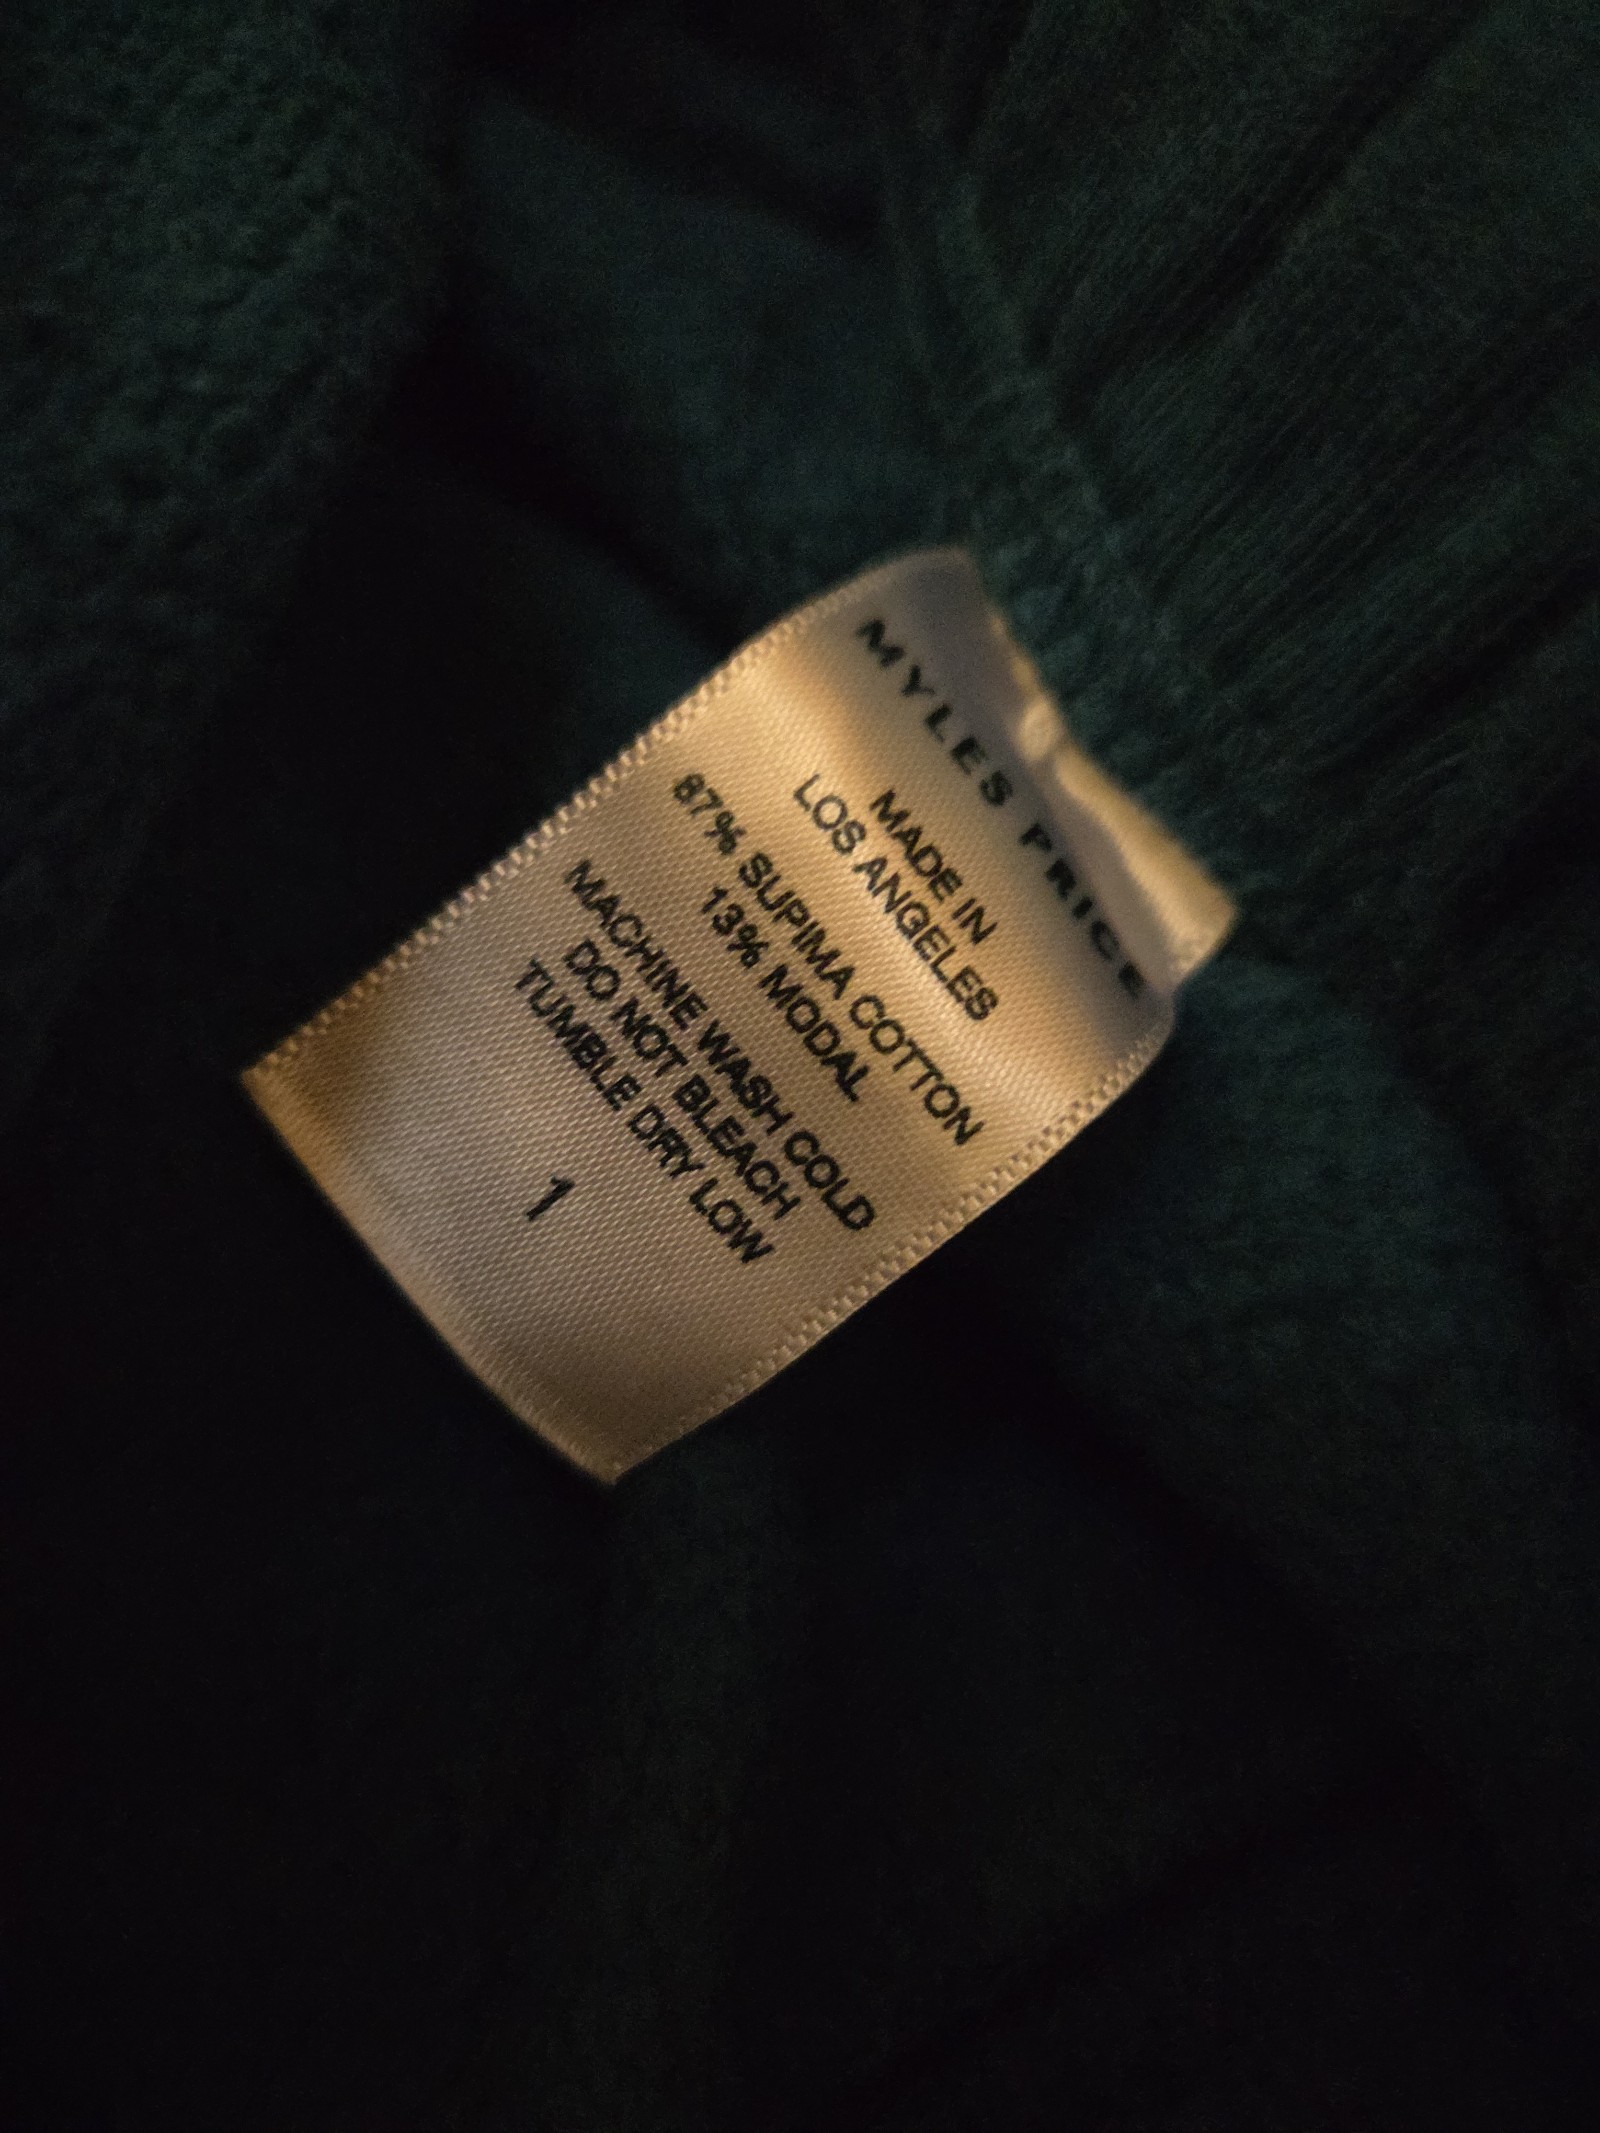 MYLES PRICE
MADE IN
LOS ANGELES
87% SUPIMA COTTON
13% MODAL
MACHINE WASH COLD
DO NOT BLEACH
TUMBLE DRY LOW
1